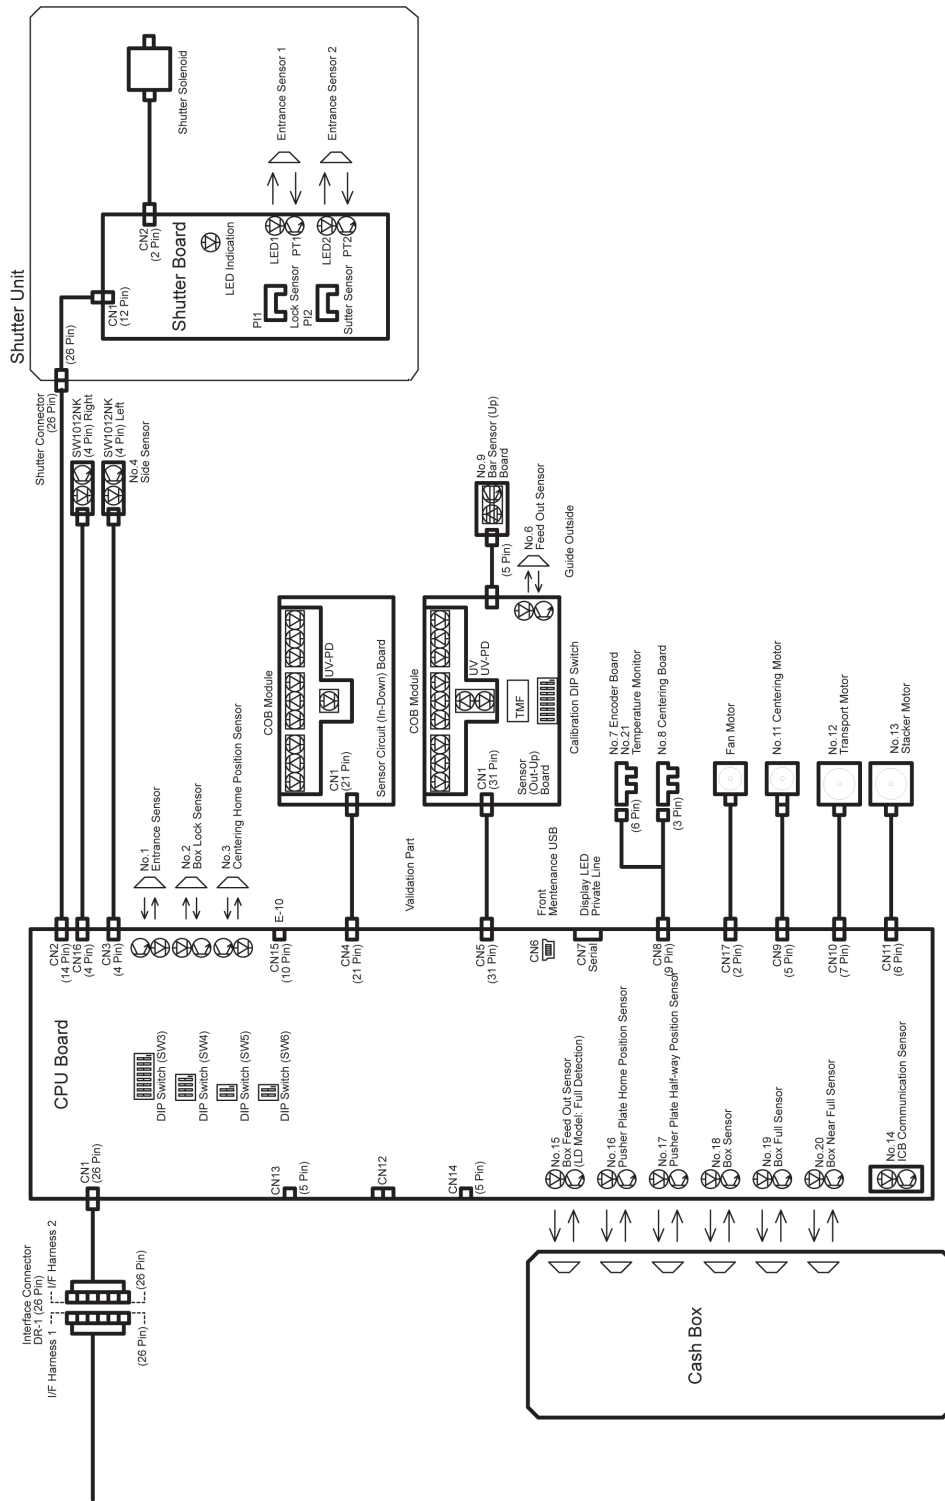 Shutter Unit
Shutter Solenoid
CN2
(2 Pin)
CN1
(12 Pin)
Shutter Board
LED Indication
LED1
PT1
Entrance Sensor 1
LED2
PT2
Entrance Sensor 2
PI1
Lock Sensor
PI2
Sutter Sensor
(26 Pin)
Shutter Connector
(26 Pin)
SW1012NK
(4 Pin) Right
SW1012NK
(4 Pin) Left
No.4
Side Sensor
No.9
Bar Sensor (Up)
Board
(5 Pin)
No.6
Feed Out Sensor
Guide Outside
COB Module
UV-PD
CN1
(21 Pin)
Sensor Circuit (In-Down) Board
COB Module
UV
UV-PD
TMF
CN1
(31 Pin)
Sensor
(Out-Up)
Board
Calibration DIP Switch
No.7 Encoder Board
No.21
Temperature Monitor
(6 Pin)
No.8 Centering Board
(3 Pin)
Fan Motor
No.11 Centering Motor
No.12
Transport Motor
No.13
Stacker Motor
No.1
Entrance Sensor
No.2
Box Lock Sensor
No.3
Centering Home Position Sensor
Validation Part
Front
Mentenance USB
Display LED
Private Line
CN2
(14 Pin)
CN16
(4 Pin)
CN3
(4 Pin)
CN15
(10 Pin)
E-10
CN4
(21 Pin)
CN5
(31 Pin)
CN6
CN7
Serial
CN8
(9 Pin)
CN17
(2 Pin)
CN9
(5 Pin)
CN10
(7 Pin)
CN11
(6 Pin)
CPU Board
DIP Switch (SW3)
DIP Switch (SW4)
DIP Switch (SW5)
DIP Switch (SW6)
CN1
(26 Pin)
CN13
(5 Pin)
CN12
CN14
(5 Pin)
No.15
Box Feed Out Sensor
(LD Model: Full Detection)
No.16
Pusher Plate Home Position Sensor
No.17
Pusher Plate Half-way Position Sensor
No.18
Box Sensor
No.19
Box Full Sensor
No.20
Box Near Full Sensor
No.14
ICB Communication Sensor
Interface Connector
DR-1 (26 Pin)
I/F Harness 1
I/F Harness 2
(26 Pin)
(26 Pin)
Cash Box